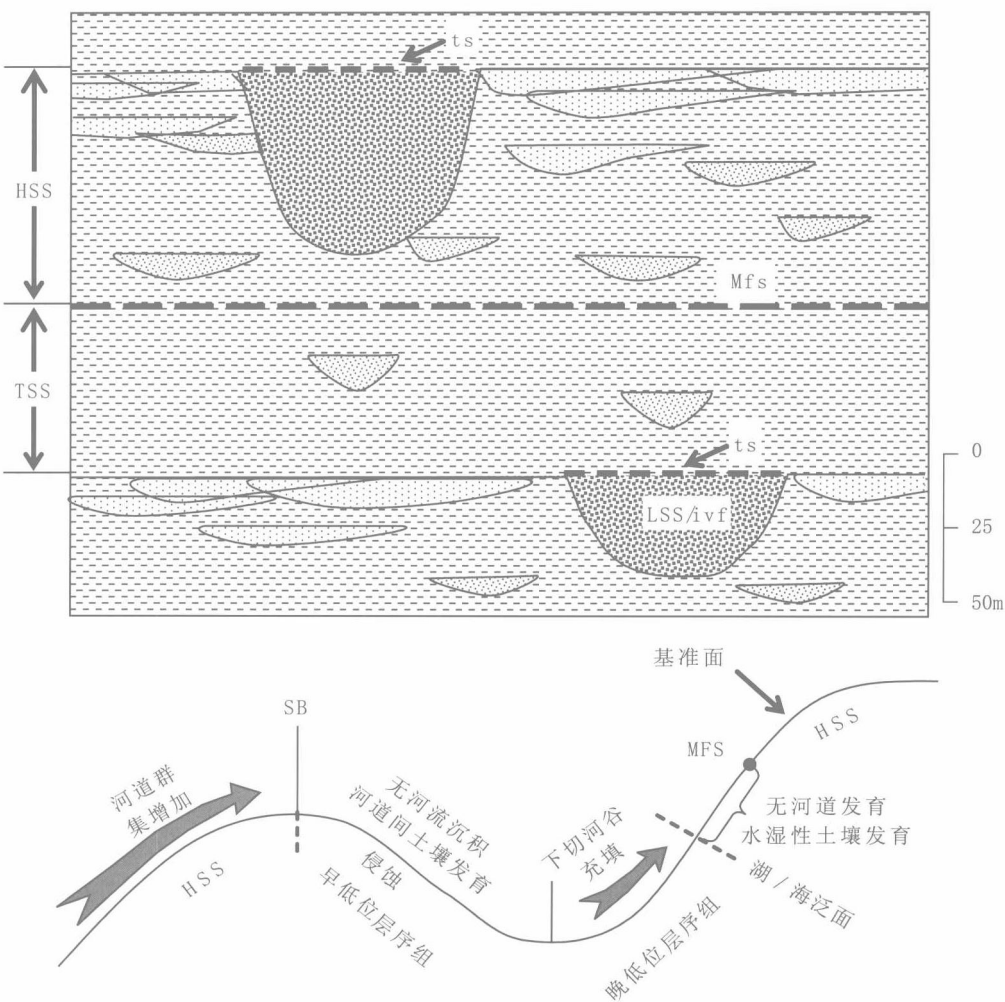 ts
HSS
Mfs
TSS
ts
LSS/ivf
0
25
50m
基准面
SB
HSS
MFS
河道群
集增加
无河流沉积
河道间土壤发育
下切河谷
充填
无河道发育
水湿性土壤发育
HSS
侵蚀
早低位层序组
湖/海泛面
晚低位层序组